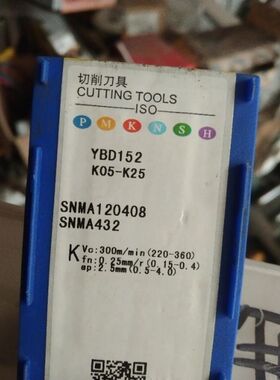 切削刀具
CUTTING TOOLS
ISO
P M K N S H
YBD152
K05-K25
SNMA120408
SNMA432
K Vc: 300m/min(220-360)
fn: 0.25mm/r(0.15-0.4)
ap: 2.5mm(0.5-4.0)